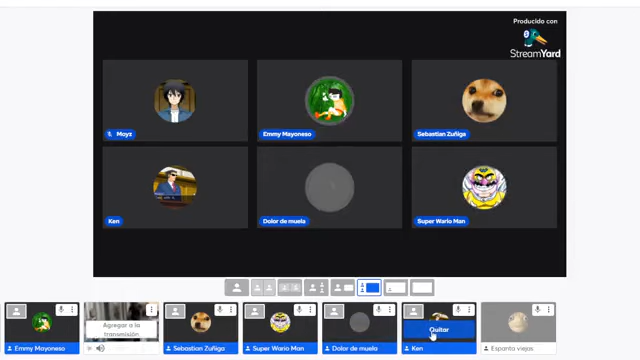 Producido con
StreamYard
Moyz
Emmy Mayoneso
Sebastian Zuñiga
Ken
Dolor de muela
Super Wario Man
Agregar a la
transmisión
Quitar
Emmy Mayoneso
Sebastian Zuñiga
Super Wario Man
Dolor de muela
Ken
Espanta viejas